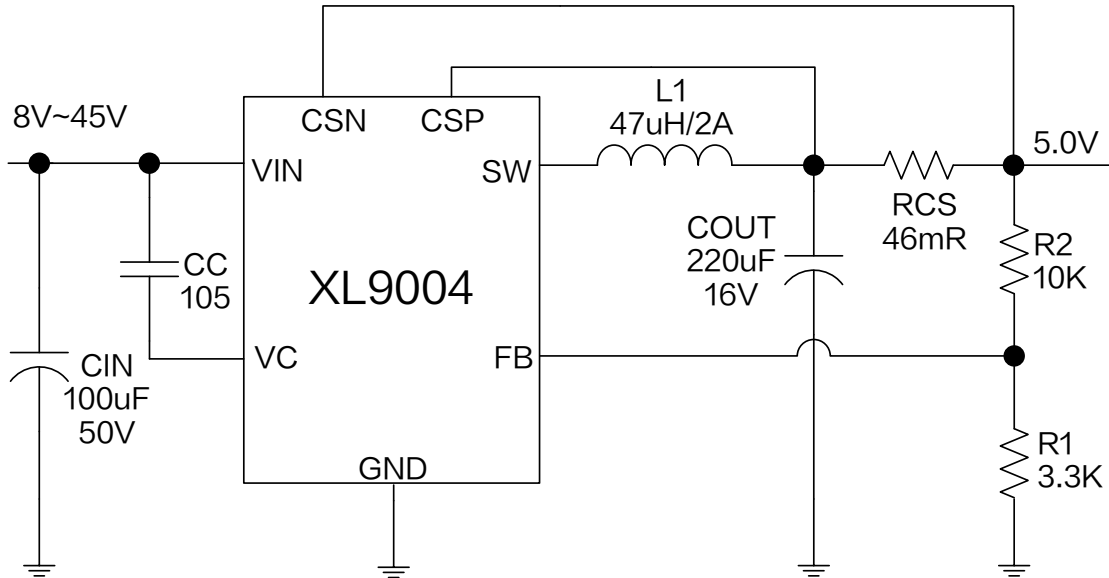 8V~45V
CSN
CSP
L1
47uH/2A
5.0V
VIN
SW
RCS
46mR
CC
105
XL9004
COUT
220uF
16V
R2
10K
VC
FB
CIN
100uF
50V
GND
R1
3.3K